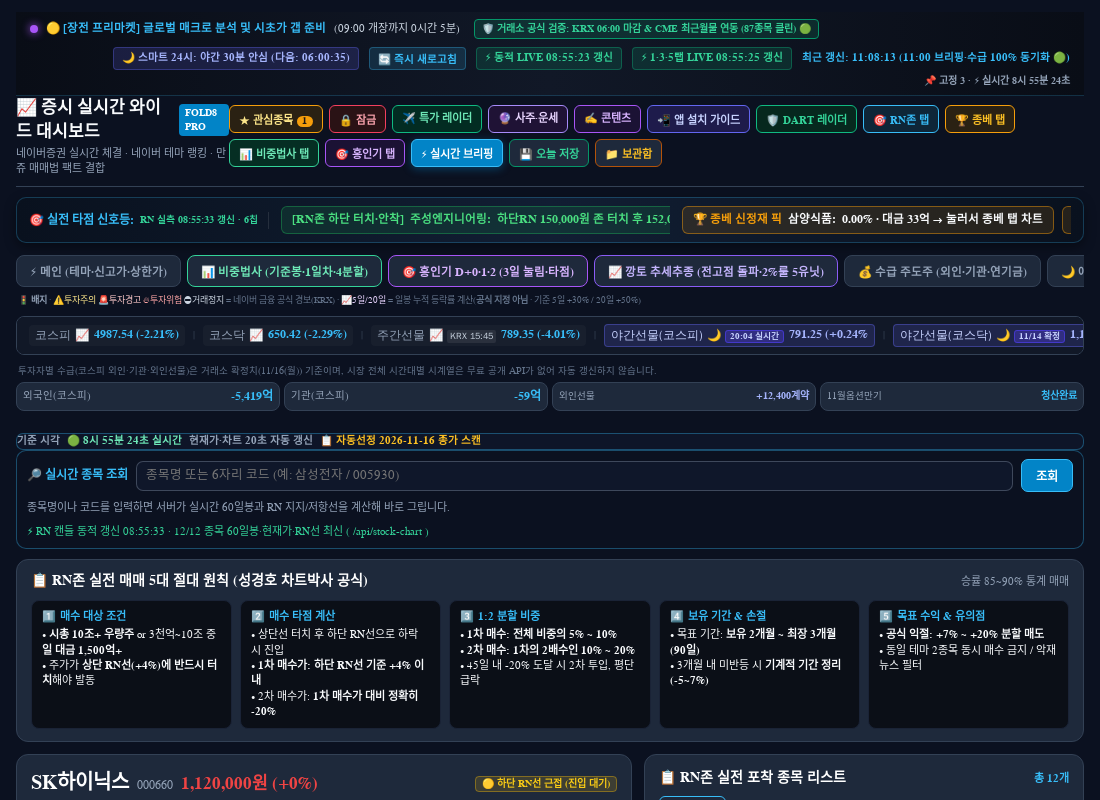 🟡 [장전 프리마켓] 글로벌 매크로 분석 및 시초가 갭 준비 (09:00 개장까지 0시간 5분) 🛡️ 거래소 공식 검증: KRX 06:00 마감 & CME 최근월물 연동 (87종목 클린) 🟢
🌙 스마트 24시: 야간 30분 안심 (다음: 06:00:35) 🔄 즉시 새로고침 ⚡ 동적 LIVE 08:55:23 갱신 ⚡ 1·3·5탭 LIVE 08:55:25 갱신 최근 갱신: 11:08:13 (11:00 브리핑·수급 100% 동기화 🟢)
📌 고정 3 · ⚡ 실시간 8시 55분 24초
📈 증시 실시간 와이드 대시보드
FOLD8 PRO
네이버증권 실시간 체결 · 네이버 테마 랭킹 · 만쥬 매매법 팩트 결합
★ 관심종목 1 🔒 잠금 ✈️ 특가 레이더 🔮 사주·운세 ✍️ 콘텐츠 📲 앱 설치 가이드 🛡️ DART 레이더 🎯 RN존 탭 🏆 종베 탭
📊 비중법사 탭 🎯 홍인기 탭 ⚡ 실시간 브리핑 💾 오늘 저장 📁 보관함
🎯 실전 타점 신호등: RN 실측 08:55:33 갱신 · 6칩 [RN존 하단 터치·안착] 주성엔지니어링: 하단RN 150,000원 존 터치 후 152,0 🏆 종베 신정재 픽 삼양식품: 0.00% · 대금 33억 → 눌러서 종베 탭 차트
⚡ 메인 (테마·신고가·상한가) 📊 비중법사 (기준봉·1일차·4분할) 🎯 홍인기 D+0·1·2 (3일 눌림·타점) 📈 깡토 추세추종 (전고점 돌파·2%룰 5유닛) 💰 수급 주도주 (외인·기관·연기금) 🌙
🚦 배지 · ⚠️투자주의 🚨투자경고 ⛔투자위험 ⛔거래정지 = 네이버 금융 공식 경보(KRX) · 📈5일/20일 = 일봉 누적 등락률 계산(공식 지정 아님 · 기준 5일 +30% / 20일 +50%)
코스피 📈 4987.54 (-2.21%) 코스닥 📈 650.42 (-2.29%) 주간선물 📈 KRX 15:45 789.35 (-4.01%) 야간선물(코스피) 🌙 20:04 실시간 791.25 (+0.24%) 야간선물(코스닥) 🌙 11/14 확정 1,1
투자자별 수급(코스피 외인·기관·외인선물)은 거래소 확정치(11/16(월)) 기준이며, 시장 전체 시간대별 시계열은 무료 공개 API가 없어 자동 갱신하지 않습니다.
외국인(코스피) -5,419억 기관(코스피) -59억 외인선물 +12,400계약 11월옵션만기 청산완료
기준 시각 🟢 8시 55분 24초 실시간 현재가·차트 20초 자동 갱신 📋 자동선정 2026-11-16 종가 스캔
🔎 실시간 종목 조회 종목명 또는 6자리 코드 (예: 삼성전자 / 005930) 조회
종목명이나 코드를 입력하면 서버가 실시간 60일봉과 RN 지지/저항선을 계산해 바로 그립니다.
⚡ RN 캔들 동적 갱신 08:55:33 · 12/12 종목 60일봉·현재가·RN선 최신 ( /api/stock-chart )
📋 RN존 실전 매매 5대 절대 원칙 (성경호 차트박사 공식) 승률 85~90% 통계 매매
1️⃣ 매수 대상 조건
• 시총 10조+ 우량주 or 3천억~10조 중 일 대금 1,500억+
• 주가가 상단 RN선(+4%)에 반드시 터치해야 발동
2️⃣ 매수 타점 계산
• 상단선 터치 후 하단 RN선으로 하락 시 진입
• 1차 매수가: 하단 RN선 기준 +4% 이내
• 2차 매수가: 1차 매수가 대비 정확히 -20%
3️⃣ 1:2 분할 비중
• 1차 매수: 전체 비중의 5% ~ 10%
• 2차 매수: 1차의 2배수인 10% ~ 20%
• 45일 내 -20% 도달 시 2차 투입, 평단 급락
4️⃣ 보유 기간 & 손절
• 목표 기간: 보유 2개월 ~ 최장 3개월 (90일)
• 3개월 내 미반등 시 기계적 기간 정리 (-5~7%)
5️⃣ 목표 수익 & 유의점
• 공식 익절: +7% ~ +20% 분할 매도
• 동일 테마 2종목 동시 매수 금지 / 악재 뉴스 필터
SK하이닉스 000660 1,120,000원 (+0%) 🟡 하단 RN선 근접 (진입 대기)
📋 RN존 실전 포착 종목 리스트 총 12개